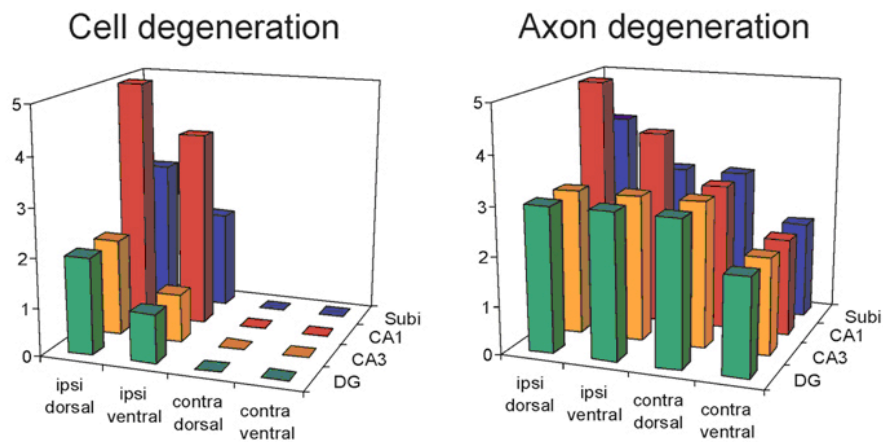 Cell degeneration
Axon degeneration
5
4
3
2
1
0
ipsi
dorsal
ipsi
ventral
contra
dorsal
contra
ventral
DG
CA3
CA1
Subi
5
4
3
2
1
0
ipsi
dorsal
ipsi
ventral
contra
dorsal
contra
ventral
DG
CA3
CA1
Subi